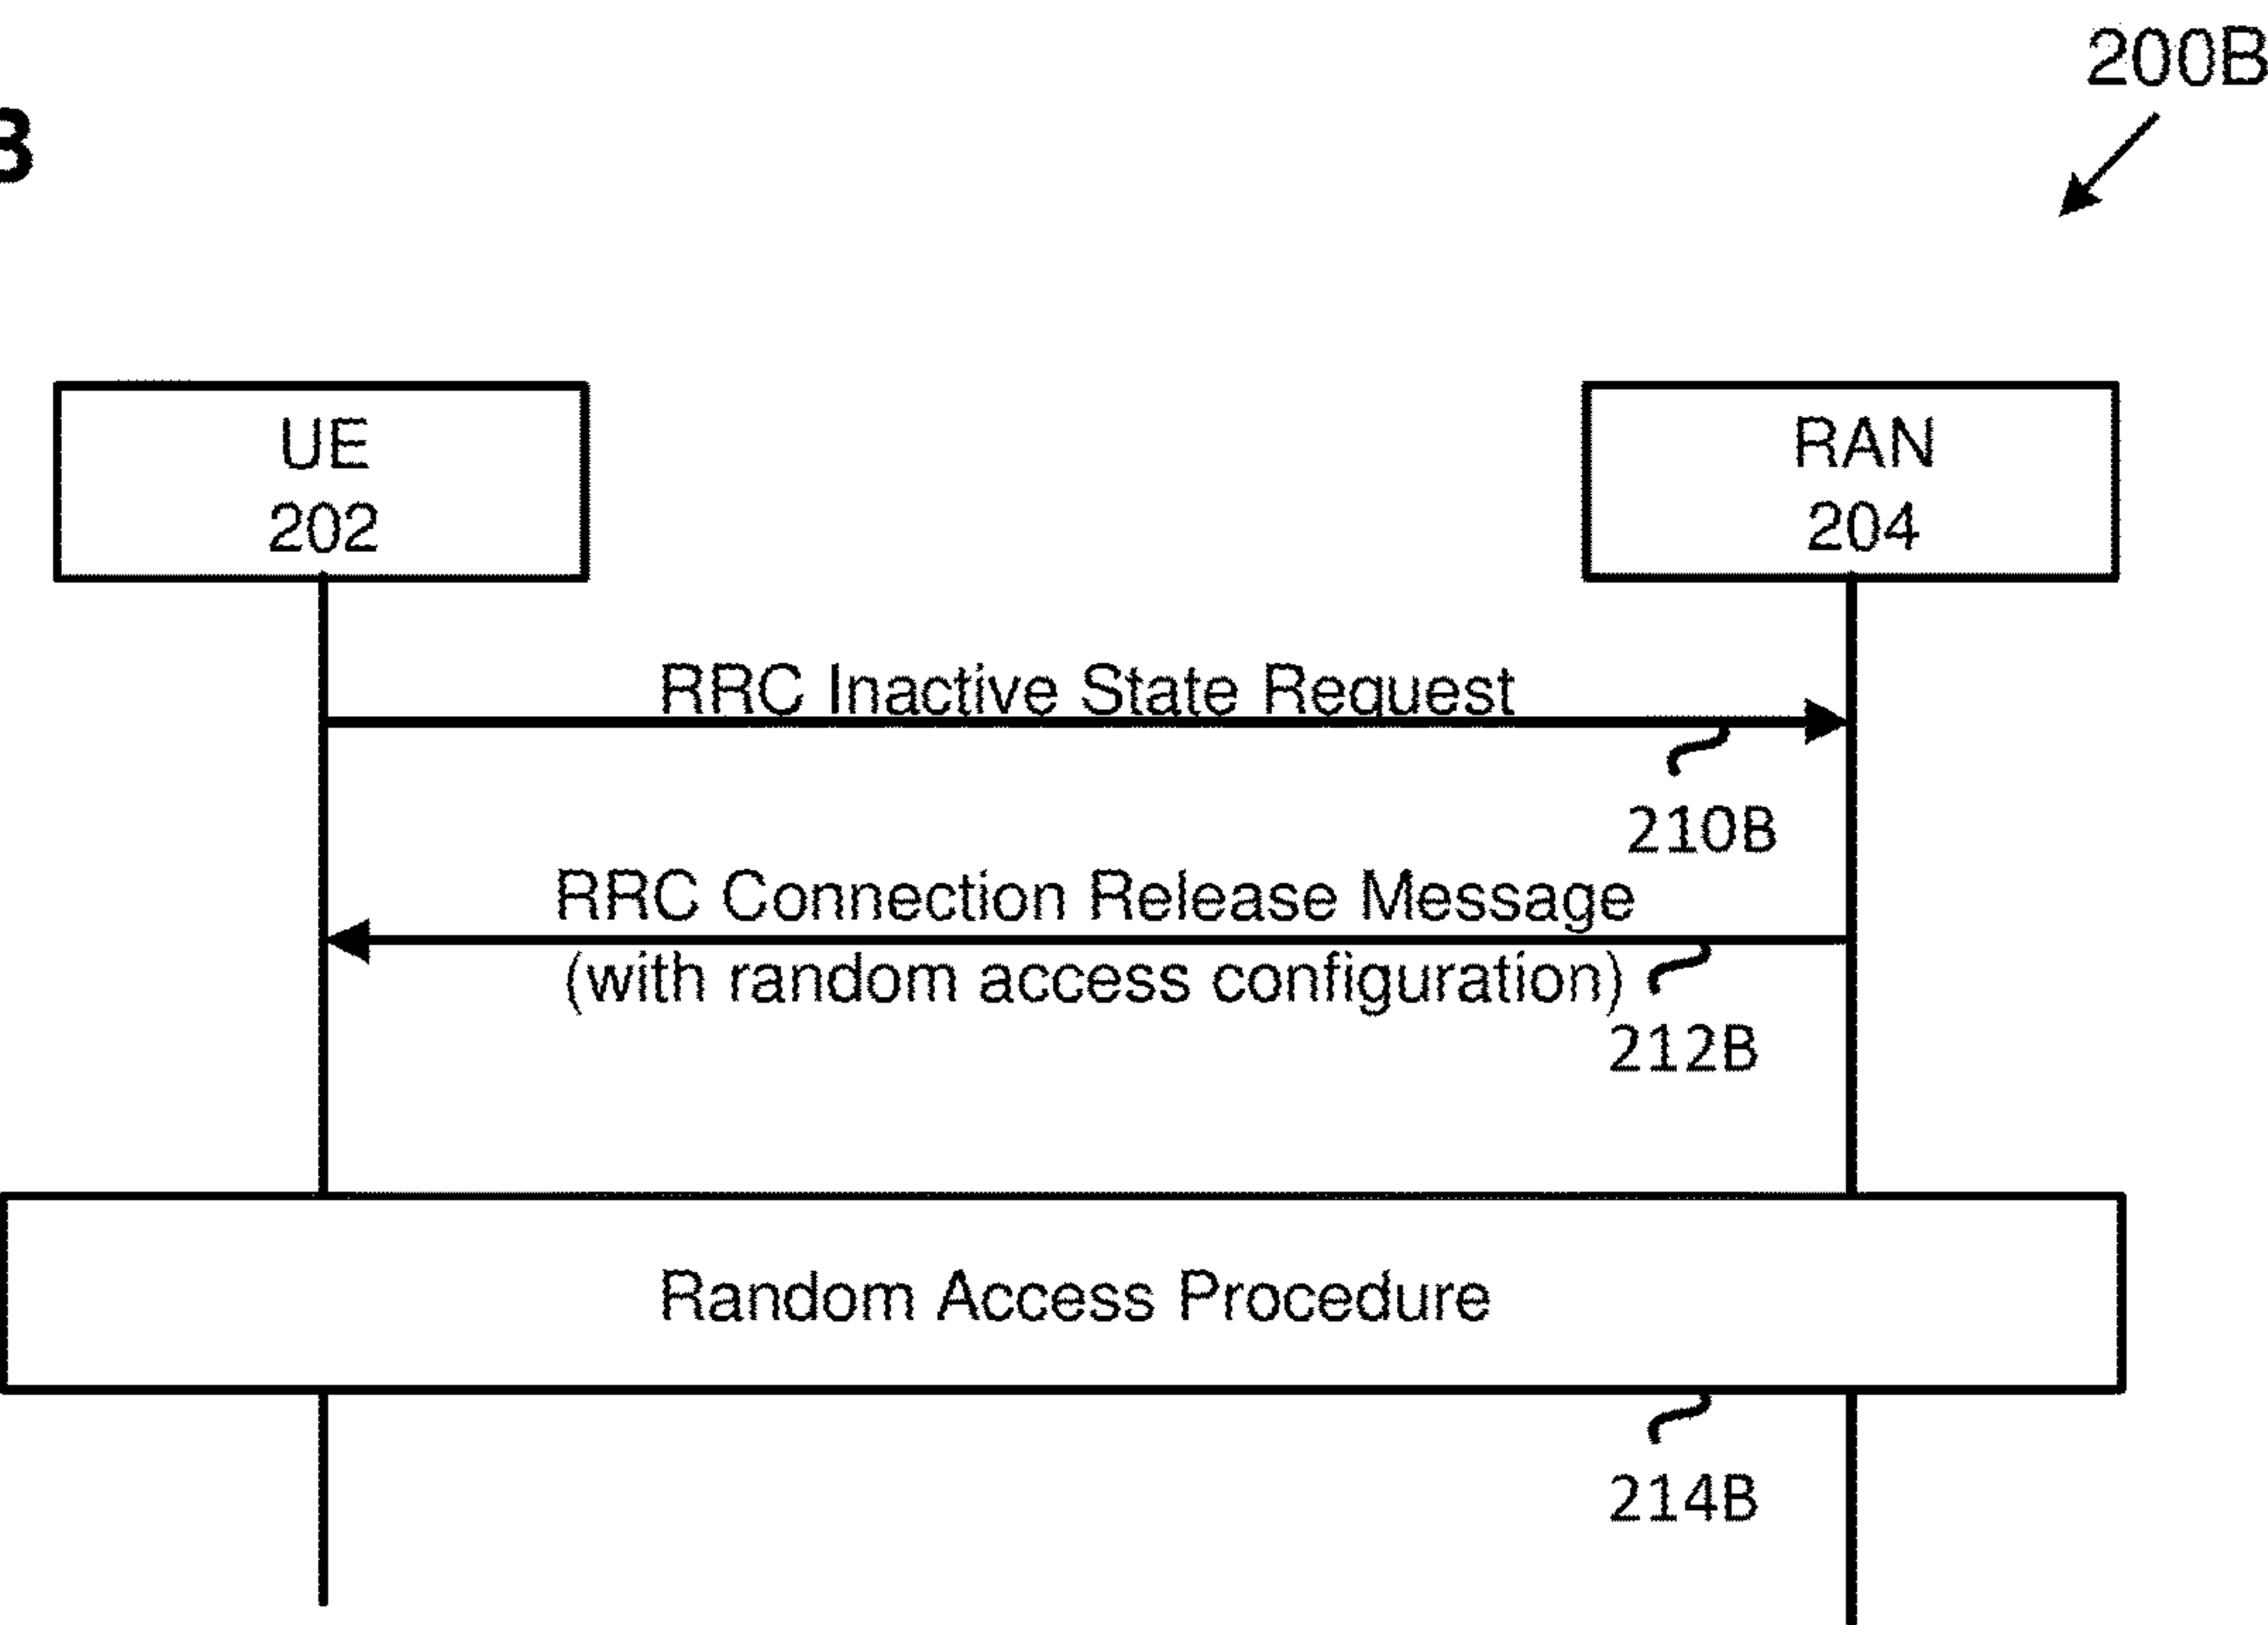 200B
B
UE
202
RAN
204
RRC Inactive State Request
210B
RRC Connection Release Message
(with random access configuration)
212B
Random Access Procedure
214B